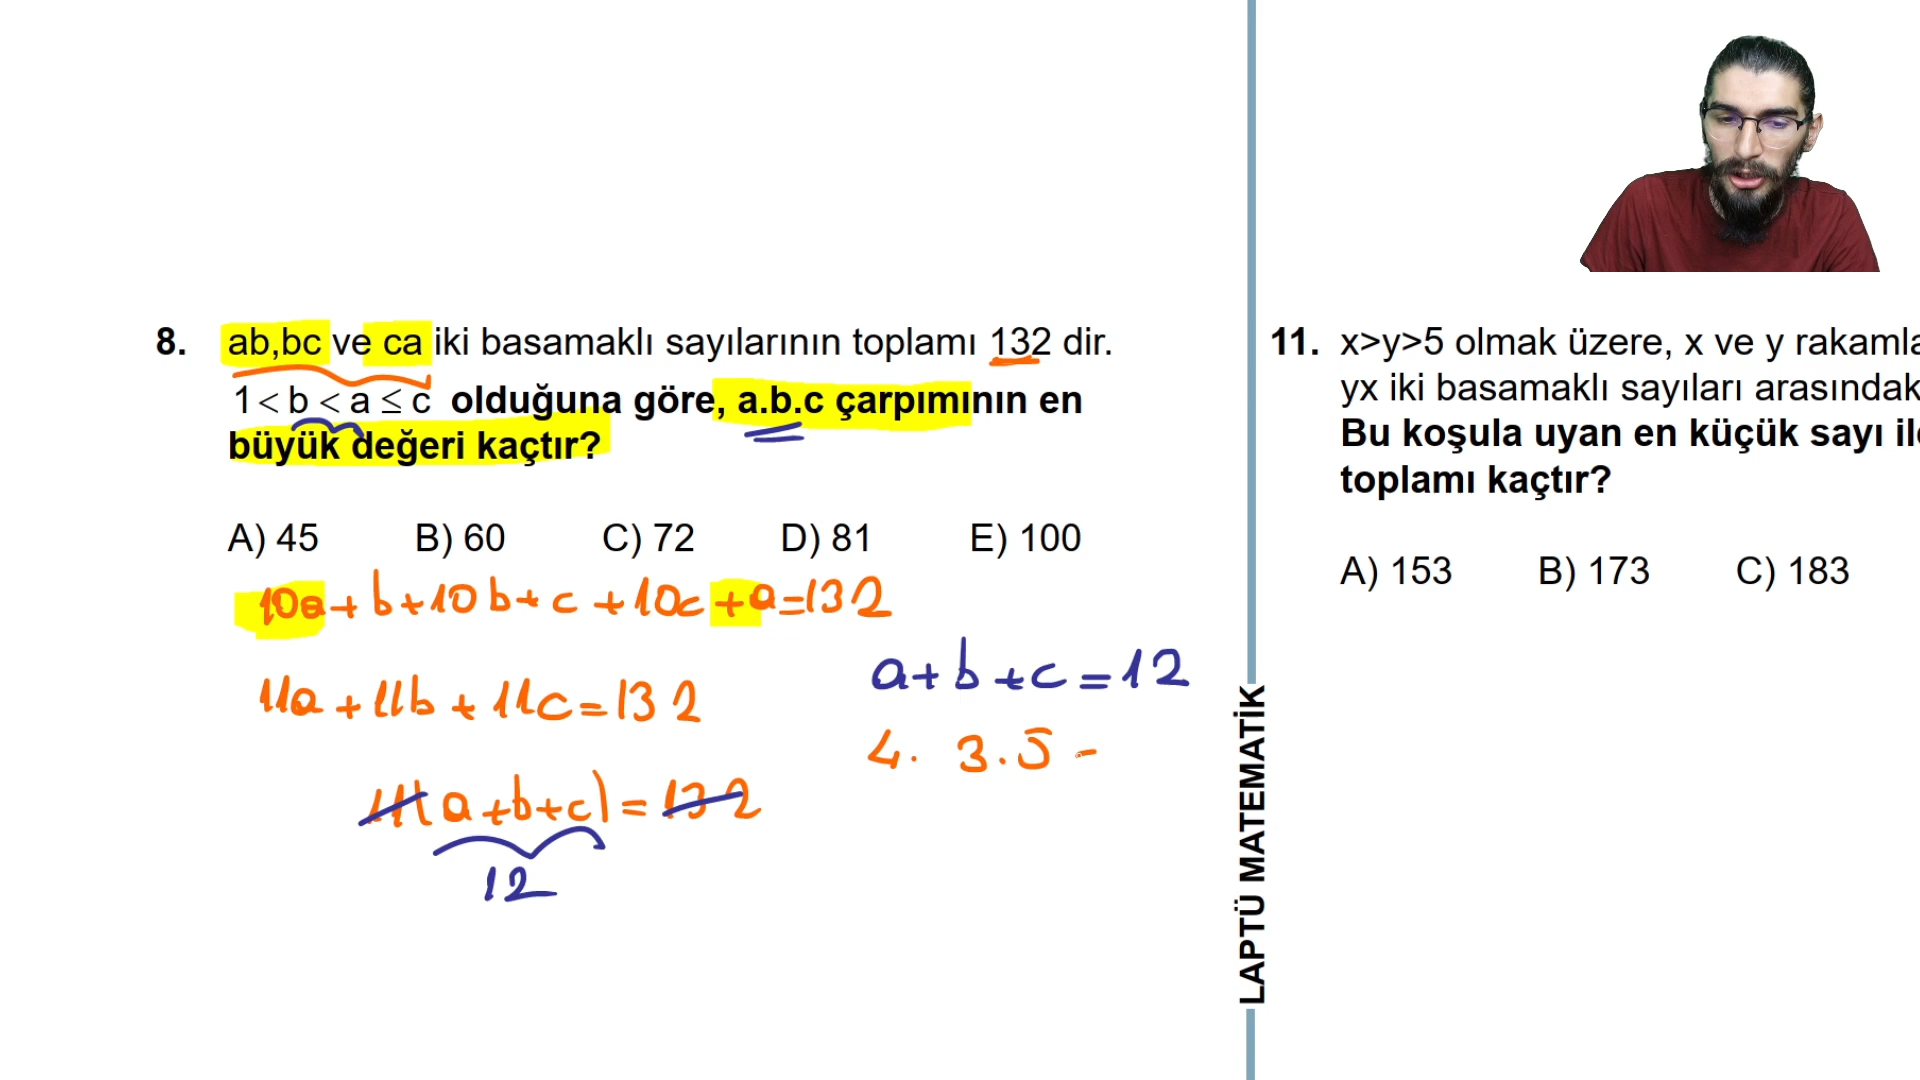 8. ab,bc ve ca iki basamaklı sayılarının toplamı 132 dir.
1 < b < a ≤ c olduğuna göre, a.b.c çarpımının en
büyük değeri kaçtır?
A) 45 B) 60 C) 72 D) 81 E) 100
10a + b + 10b + c + 10c + a = 132
11a + 11b + 11c = 132
11(a+b+c) = 132
12
a + b + c = 12
4. 3.5 -
LAPTÜ MATEMATİK
11. x>y>5 olmak üzere, x ve y
yx iki basamaklı sayıları
Bu koşula uyan en küçük sayı
toplamı kaçtır?
A) 153 B) 173 C) 183